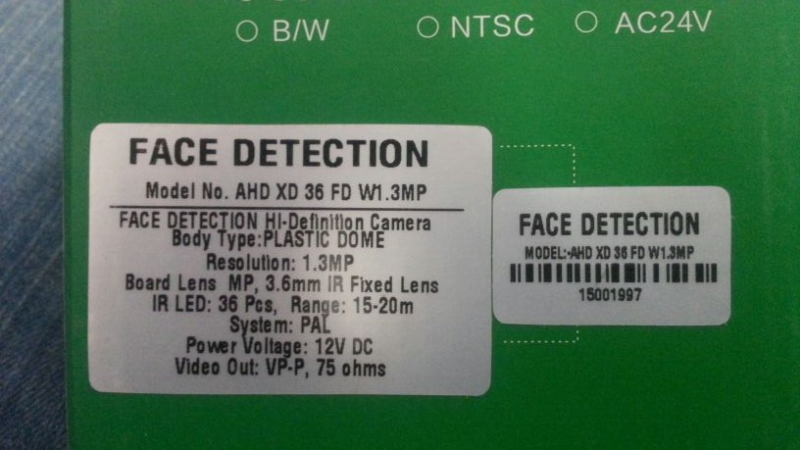 B/W
NTSC
AC24V
FACE DETECTION
Model No. AHD XD 36 FD W1.3MP
FACE DETECTION HI-Definition Camera
Body Type:PLASTIC DOME
Resolution: 1.3MP
Board Lens MP, 3.6mm IR Fixed Lens
IR LED: 36 Pcs, Range: 15-20m
System: PAL
Power Voltage: 12V DC
Video Out: VP-P, 75 ohms
FACE DETECTION
MODEL:-AHD XD 36 FD W1.3MP
15001997